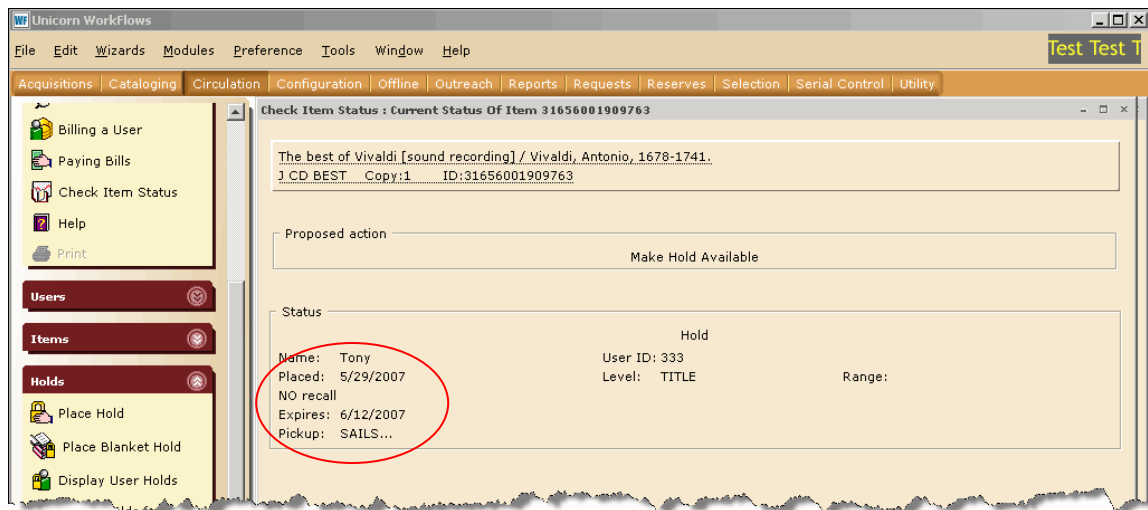 WF Unicorn WorkFlows
File Edit Wizards Modules Preference Tools Window Help
Test Test T
Acquisitions Cataloging Circulation Configuration Offline Outreach Reports Requests Reserves Selection Serial Control Utility
Billing a User
Paying Bills
Check Item Status
Help
Print
Users
Items
Holds
Place Hold
Place Blanket Hold
Display User Holds
Check Item Status : Current Status Of Item 31656001909763
The best of Vivaldi [sound recording] / Vivaldi, Antonio, 1678-1741.
J CD BEST Copy:1 ID:31656001909763
Proposed action
Make Hold Available
Status
Hold
Name: Tony User ID: 333
Placed: 5/29/2007 Level: TITLE Range:
NO recall
Expires: 6/12/2007
Pickup: SAILS...